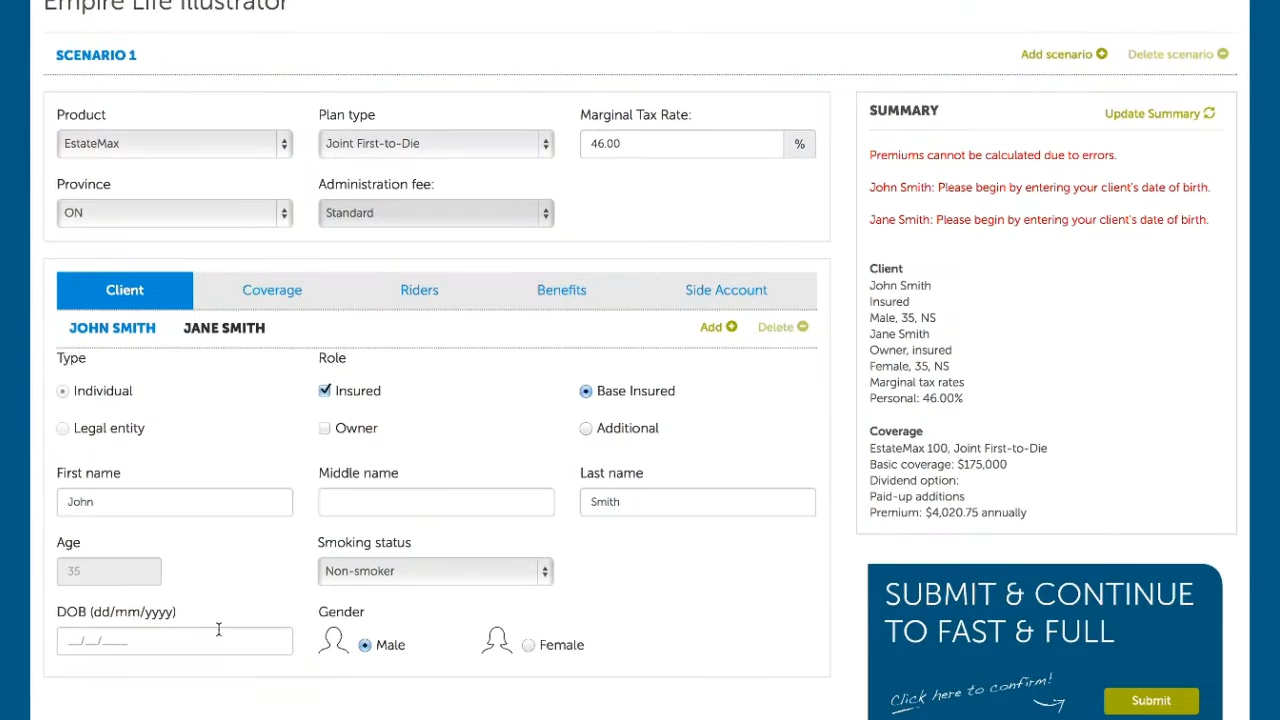 Empire Life Illustrator
SCENARIO 1
Add scenario
Delete scenario
Product
Plan type
Marginal Tax Rate:
EstateMax
Joint First-to-Die
46.00
%
Province
Administration fee:
ON
Standard
Client
Coverage
Riders
Benefits
Side Account
JOHN SMITH
JANE SMITH
Add
Delete
Type
Role
Individual
Insured
Base Insured
Legal entity
Owner
Additional
First name
Middle name
Last name
John
Smith
Age
Smoking status
35
Non-smoker
DOB (dd/mm/yyyy)
Gender
__/__/____
Male
Female
SUMMARY
Update Summary
Premiums cannot be calculated due to errors.
John Smith: Please begin by entering your client's date of birth.
Jane Smith: Please begin by entering your client's date of birth.
Client
John Smith
Insured
Male, 35, NS
Jane Smith
Owner, insured
Female, 35, NS
Marginal tax rates
Personal: 46.00%
Coverage
EstateMax 100, Joint First-to-Die
Basic coverage: $175,000
Dividend option:
Paid-up additions
Premium: $4,020.75 annually
SUBMIT & CONTINUE
TO FAST & FULL
Click here to confirm!
Submit